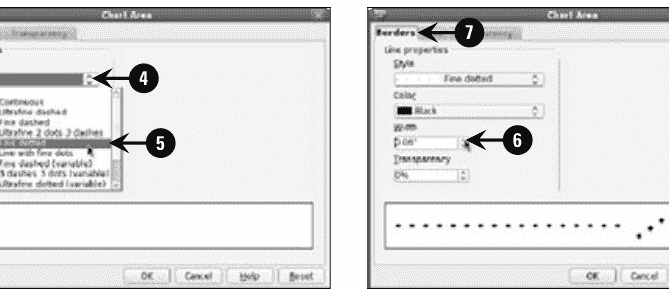 Chart Area
Transparency
4
Continuous
Ultrafine dashed
Fine dashed
Ultrafine 2 dots 3 dashes
Fine dotted
5
Line with fine dots
Fine dashed (variable)
3 dashes 3 dots (variable)
Ultrafine dotted (variable)
OK Cancel Help Reset
Chart Area
Borders
7
Line properties
Style
Fine dotted
Color
Black
Width
6
Transparency
0%
OK Cancel